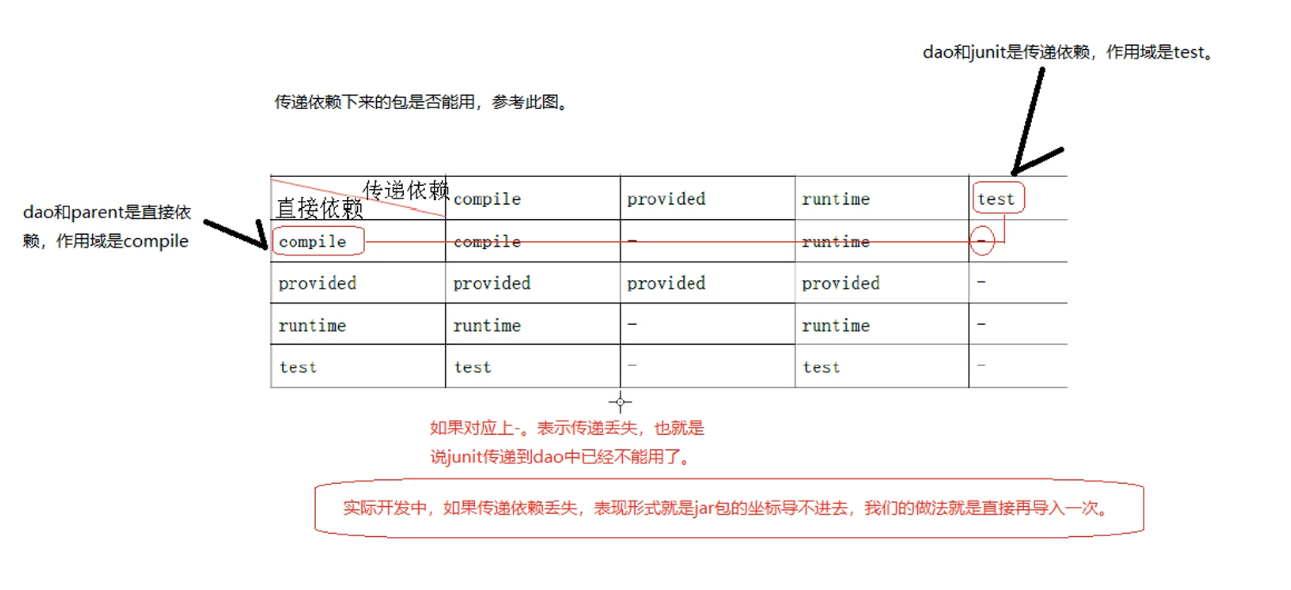 dao和junit是传递依赖，作用域是test。
传递依赖下来的包是否能用，参考此图。
dao和parent是直接依
赖，作用域是compile
传递依赖
直接依赖
compile provided runtime test
compile compile - runtime -
provided provided provided provided -
runtime runtime - runtime -
test test - test -
如果对应上-。表示传递丢失，也就是
说junit传递到dao中已经不能用了。
实际开发中，如果传递依赖丢失，表现形式就是jar包的坐标导不进去，我们的做法就是直接再导入一次。